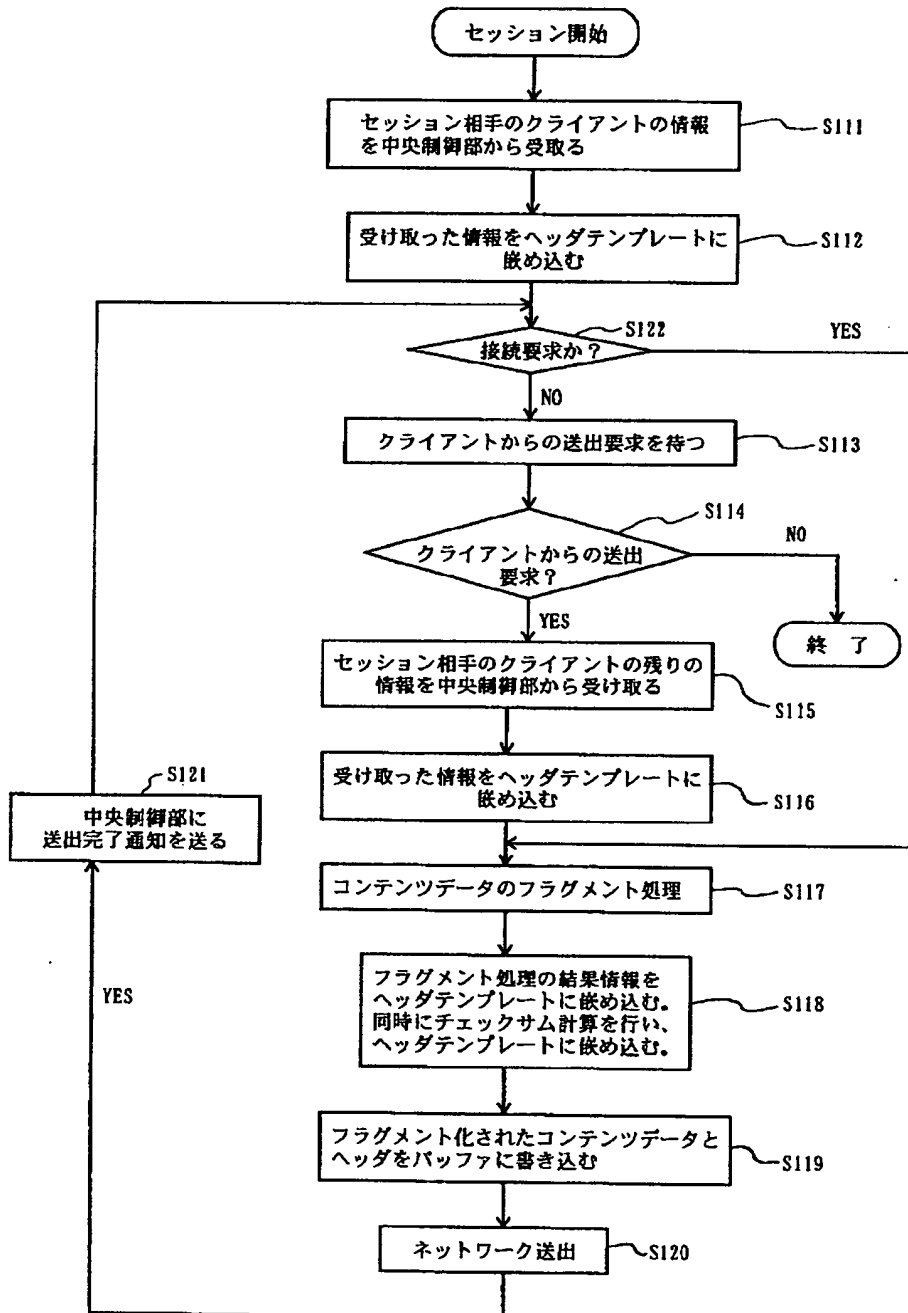 セッション開始
セッション相手のクライアントの情報
を中央制御部から受取る
S111
受け取った情報をヘッダテンプレートに
嵌め込む
S112
S122
接続要求か?
YES
NO
クライアントからの送出要求を待つ
S113
S114
クライアントからの送出
要求?
NO
YES
終 了
セッション相手のクライアントの残りの
情報を中央制御部から受け取る
S115
S121
中央制御部に
送出完了通知を送る
受け取った情報をヘッダテンプレートに
嵌め込む
S116
コンテンツデータのフラグメント処理
S117
YES
フラグメント処理の結果情報を
ヘッダテンプレートに嵌め込む。
同時にチェックサム計算を行い、
ヘッダテンプレートに嵌め込む。
S118
フラグメント化されたコンテンツデータと
ヘッダをバッファに書き込む
S119
ネットワーク送出
S120